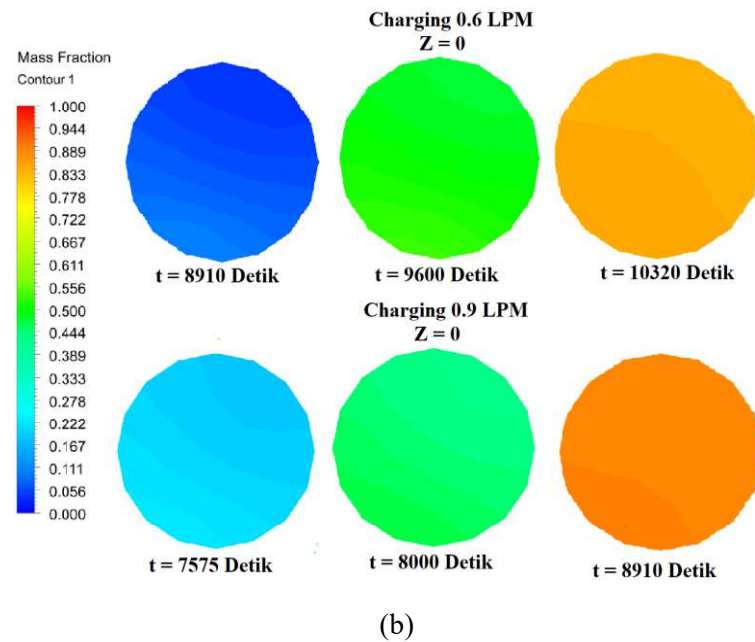 Charging 0.6 LPM
Z = 0
Mass Fraction
Contour 1
1.000
0.944
0.889
0.833
0.778
0.722
0.667
0.611
0.556
0.500
0.444
0.389
0.333
0.278
0.222
0.167
0.111
0.056
0.000
t = 8910 Detik
t = 9600 Detik
t = 10320 Detik
Charging 0.9 LPM
Z = 0
t = 7575 Detik
t = 8000 Detik
t = 8910 Detik
(b)